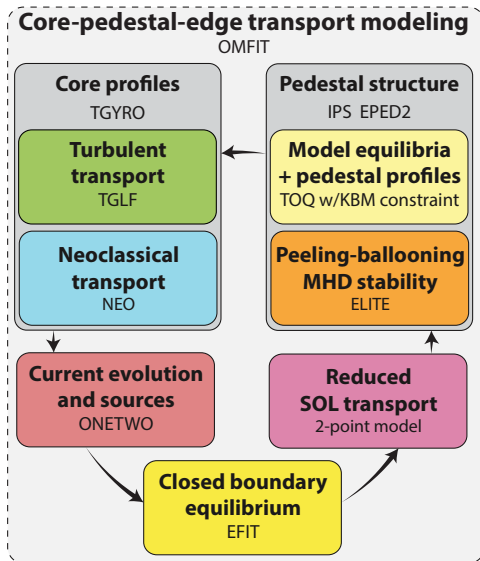 Core-pedestal-edge transport modeling
OMFIT
Core profiles
TGYRO
Turbulent
transport
TGLF
Neoclassical
transport
NEO
Pedestal structure
IPS EPED2
Model equilibria
+ pedestal profiles
TOQ w/KBM constraint
Peeling-ballooning
MHD stability
ELITE
Current evolution
and sources
ONETWO
Reduced
SOL transport
2-point model
Closed boundary
equilibrium
EFIT